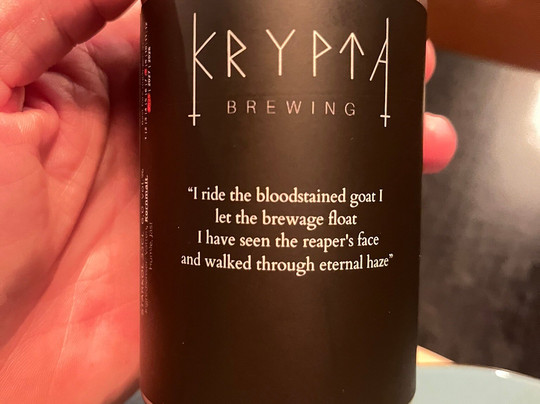 KRYPTA
BREWING
“I ride the bloodstained goat I
let the brewage float
I have seen the reaper's face
and walked through eternal haze”